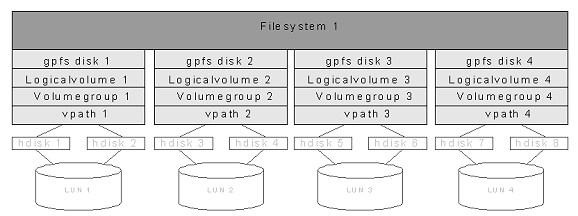 Filesystem 1
gpfs disk 1 gpfs disk 2 gpfs disk 3 gpfs disk 4
Logicalvolume 1 Logicalvolume 2 Logicalvolume 3 Logicalvolume 4
Volumegroup 1 Volumegroup 2 Volumegroup 3 Volumegroup 4
vpath 1 vpath 2 vpath 3 vpath 4
hdisk 1 hdisk 2 hdisk 3 hdisk 4 hdisk 5 hdisk 6 hdisk 7 hdisk 8
LUN 1 LUN 2 LUN 3 LUN 4